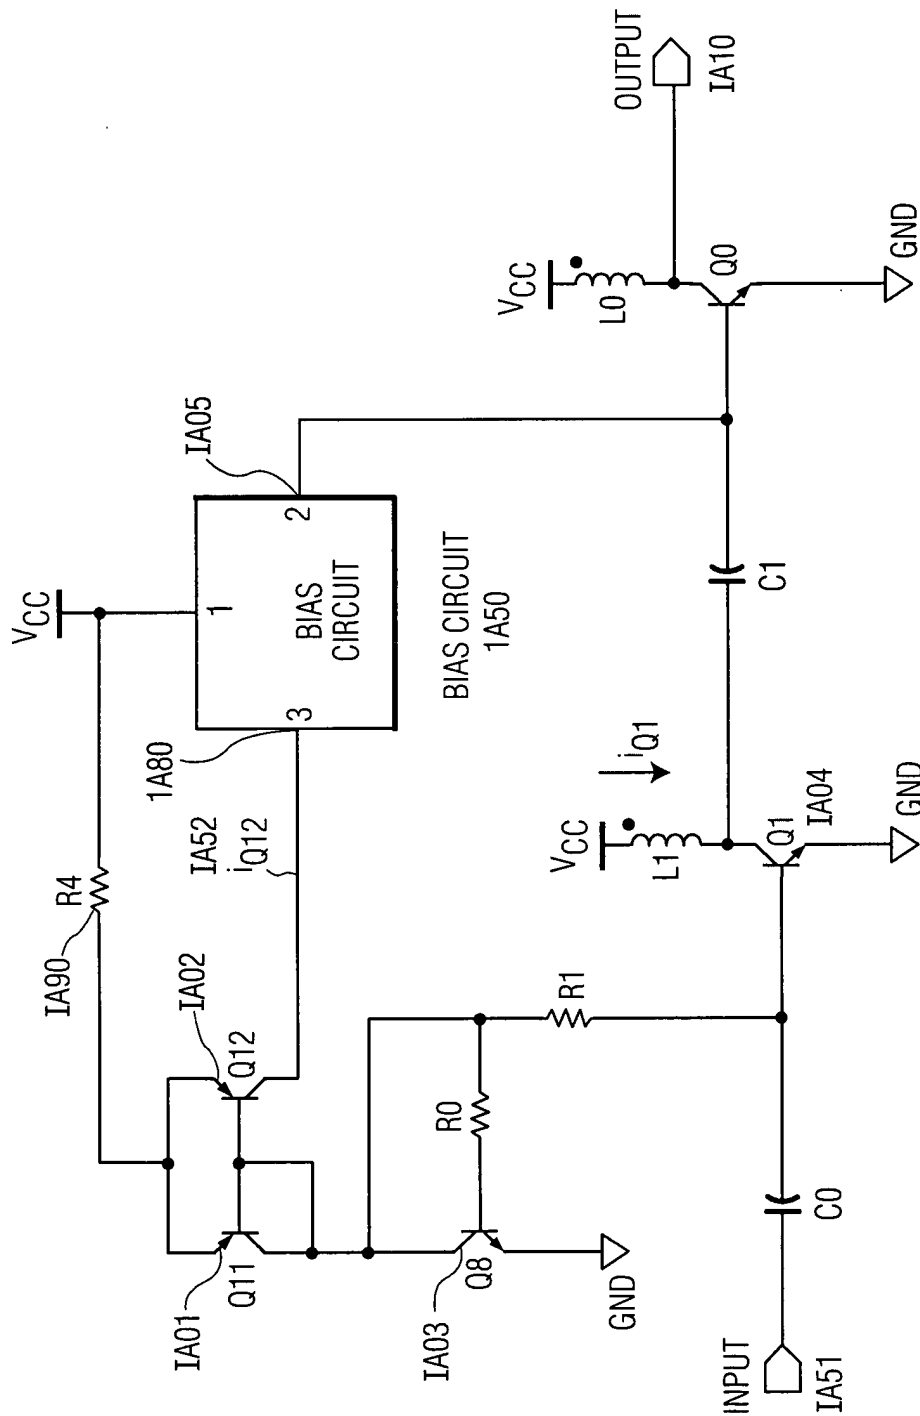 VCC
IA90
R4
IA01
Q11
IA02
Q12
IA52
iQ12
1A80
1
3
2
BIAS
CIRCUIT
IA05
BIAS CIRCUIT
1A50
IA03
Q8
R0
R1
GND
VCC
L1
iQ1
Q1
IA04
GND
C1
VCC
L0
Q0
GND
OUTPUT
IA10
INPUT
IA51
C0